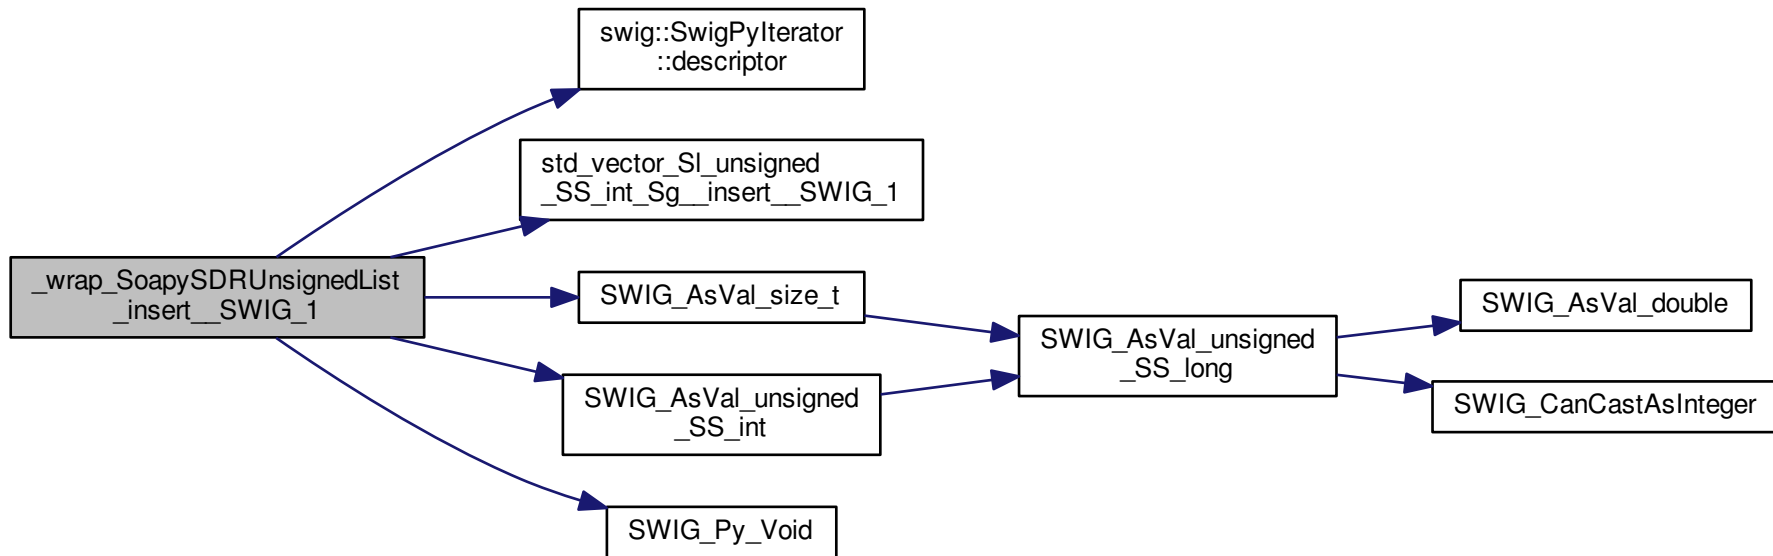 swig::SwigPyIterator
::descriptor
std_vector_Sl_unsigned
_SS_int_Sg__insert__SWIG_1
_wrap_SoapySDRUnsignedList
_insert__SWIG_1
SWIG_AsVal_size_t
SWIG_AsVal_unsigned
_SS_int
SWIG_Py_Void
SWIG_AsVal_unsigned
_SS_long
SWIG_AsVal_double
SWIG_CanCastAsInteger